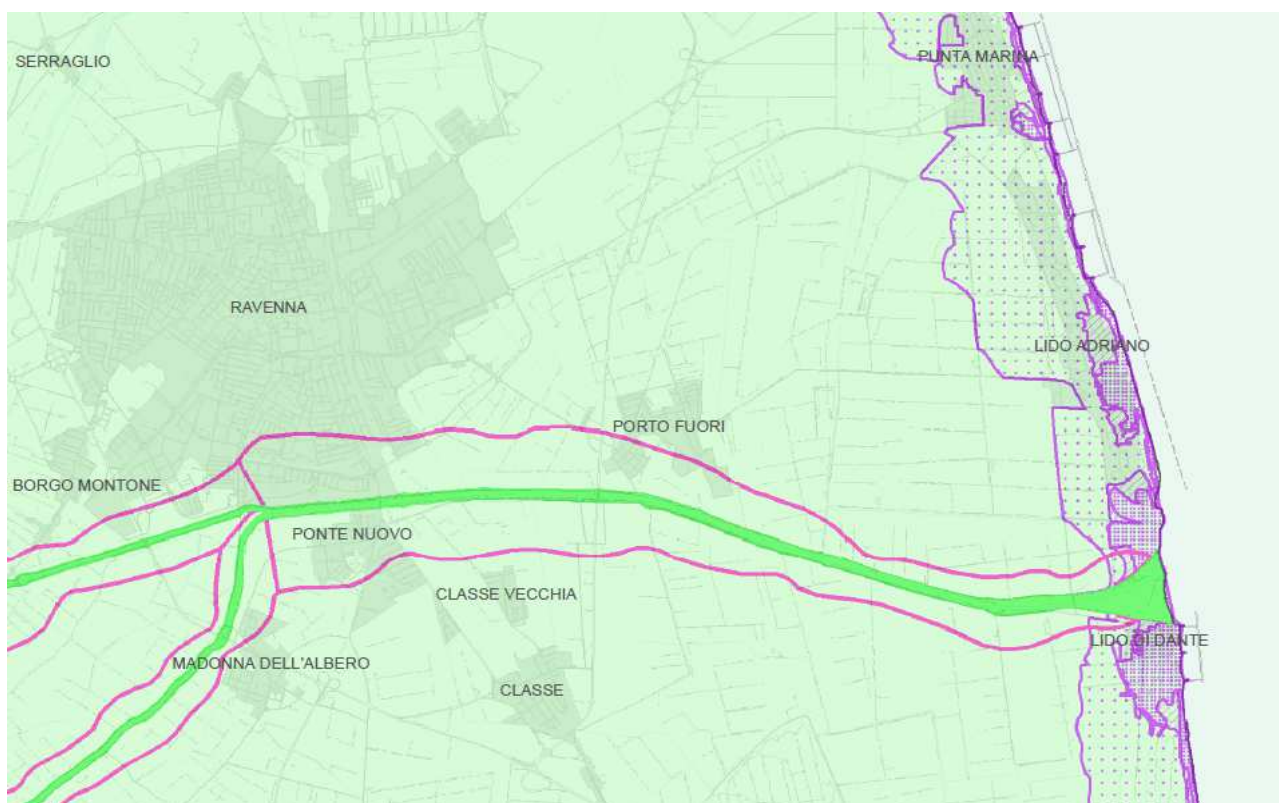 PUNTA MARINA
SERRAGLIO
RAVENNA
LIDO ADRIANO
PORTO FUORI
BORGO MONTONE
PONTE NUOVO
CLASSE VECCHIA
LIDO DI DANTE
MADONNA DELL'ALBERO
CLASSE